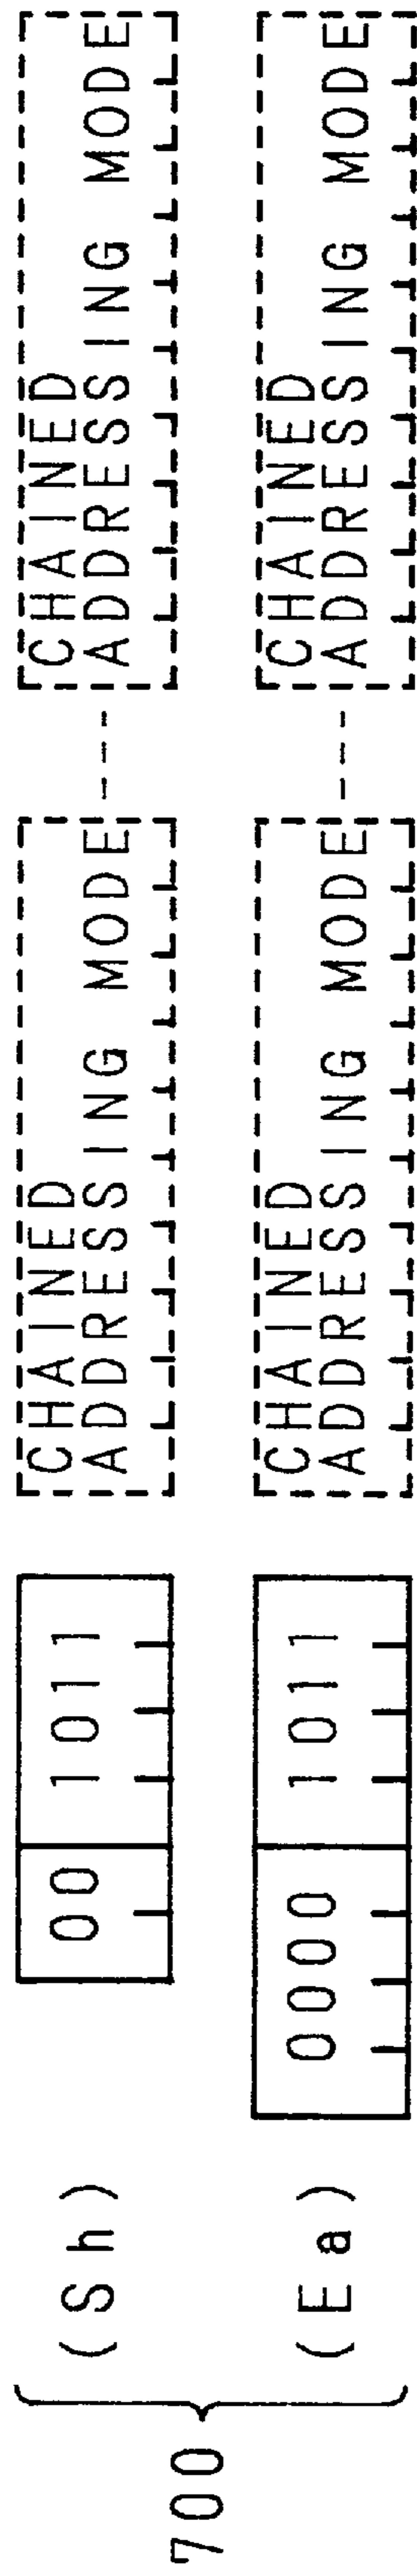 700
(Sh) 00 1011 CHAINED ADDRESSING MODE --- CHAINED ADDRESSING MODE
(Ea) 0000 1011 CHAINED ADDRESSING MODE --- CHAINED ADDRESSING MODE